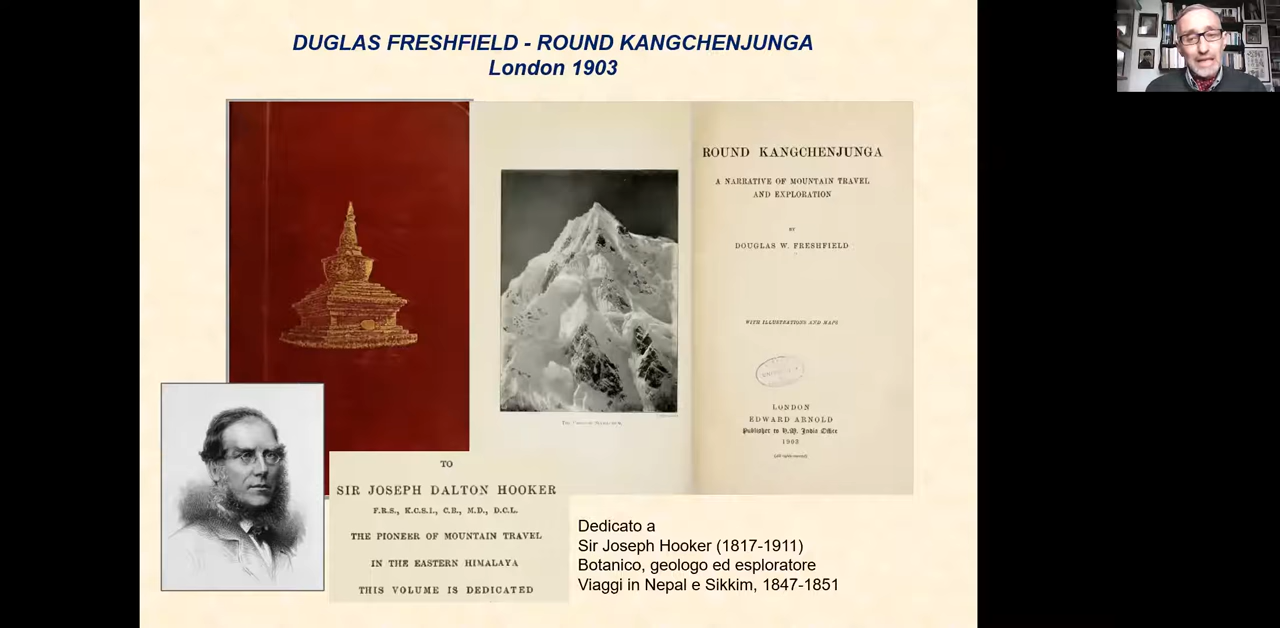 DUGLAS FRESHFIELD - ROUND KANGCHENJUNGA
London 1903
ROUND KANGCHENJUNGA
A NARRATIVE OF MOUNTAIN TRAVEL
AND EXPLORATION
BY
DOUGLAS W. FRESHFIELD
WITH ILLUSTRATIONS AND MAPS
LONDON
EDWARD ARNOLD
Publisher to H.M. India Office
1903
TO
SIR JOSEPH DALTON HOOKER
F.R.S., K.C.S.I., C.B., M.D., D.C.L.
THE PIONEER OF MOUNTAIN TRAVEL
IN THE EASTERN HIMALAYA
THIS VOLUME IS DEDICATED
Dedicato a
Sir Joseph Hooker (1817-1911)
Botanico, geologo ed esploratore
Viaggi in Nepal e Sikkim, 1847-1851